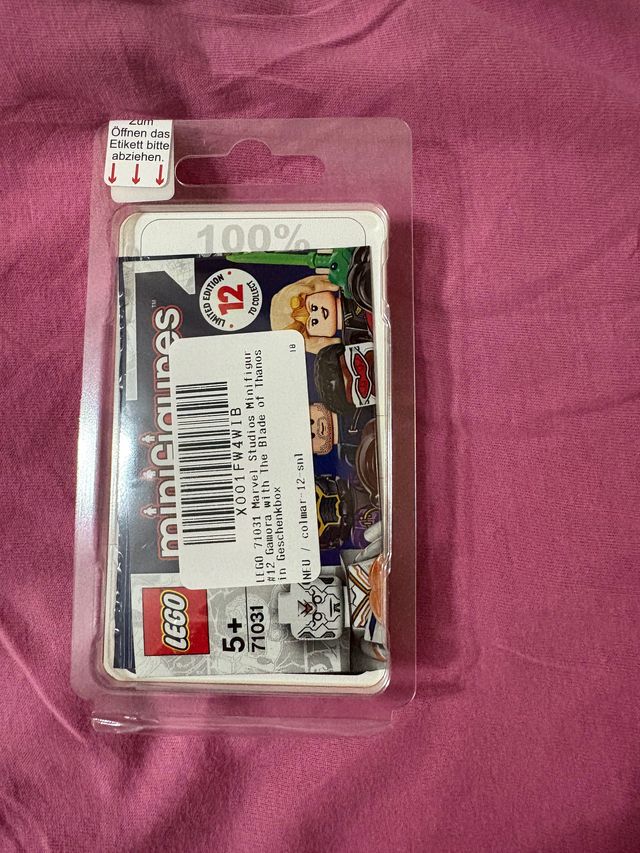 Zum
Öffnen das
Etikett bitte
abziehen.
100%
LIMITED EDITION
12
TO COLLECT
minifigures™
X001FW4WIB
LEGO 71031 Marvel Studios Minifigur
#12 Gamora with The Blade of Thanos
in Geschenkbox
18
NEU / colmar-12-snl
LEGO
5+
71031